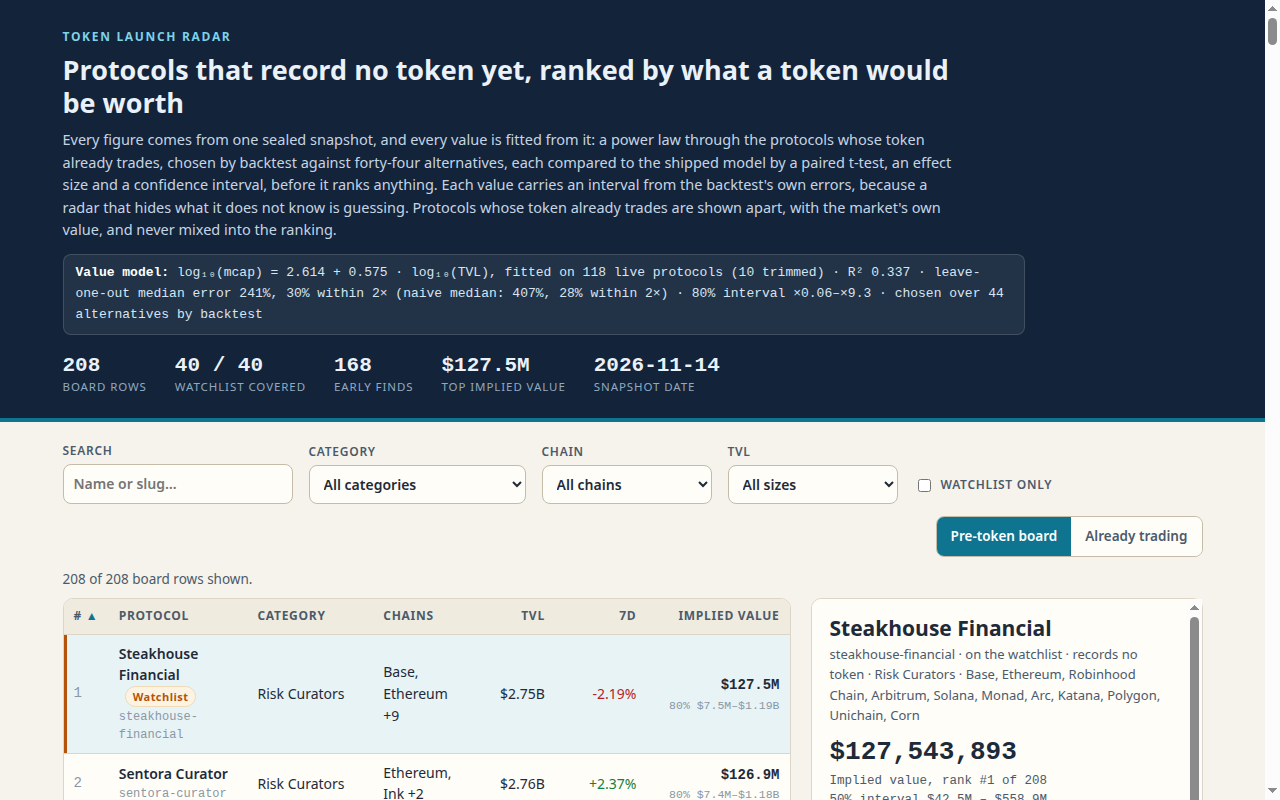 TOKEN LAUNCH RADAR
Protocols that record no token yet, ranked by what a token would
be worth
Every figure comes from one sealed snapshot, and every value is fitted from it: a power law through the protocols whose token
already trades, chosen by backtest against forty-four alternatives, each compared to the shipped model by a paired t-test, an effect
size and a confidence interval, before it ranks anything. Each value carries an interval from the backtest's own errors, because a
radar that hides what it does not know is guessing. Protocols whose token already trades are shown apart, with the market's own
value, and never mixed into the ranking.
Value model: log₁₀(mcap) = 2.614 + 0.575 · log₁₀(TVL), fitted on 118 live protocols (10 trimmed) · R² 0.337 · leave-
one-out median error 241%, 30% within 2× (naive median: 407%, 28% within 2×) · 80% interval ×0.06–×9.3 · chosen over 44
alternatives by backtest
208 40 / 40 168 $127.5M 2026-11-14
BOARD ROWS WATCHLIST COVERED EARLY FINDS TOP IMPLIED VALUE SNAPSHOT DATE
SEARCH CATEGORY CHAIN TVL
Name or slug... All categories All chains All sizes WATCHLIST ONLY
Pre-token board Already trading
208 of 208 board rows shown.
# ▲ PROTOCOL CATEGORY CHAINS TVL 7D IMPLIED VALUE
1 Steakhouse
Financial
Watchlist
steakhouse-
financial
Risk Curators
Base,
Ethereum
+9
$2.75B
-2.19%
$127.5M
80% $7.5M–$1.19B
2 Sentora Curator
sentora-curator
Risk Curators
Ethereum,
Ink +2
$2.76B
+2.37%
$126.9M
80% $7.4M–$1.18B
Steakhouse Financial
steakhouse-financial · on the watchlist · records no
token · Risk Curators · Base, Ethereum, Robinhood
Chain, Arbitrum, Solana, Monad, Arc, Katana, Polygon,
Unichain, Corn
$127,543,893
Implied value, rank #1 of 208
50% interval $42.5M – $558.9M